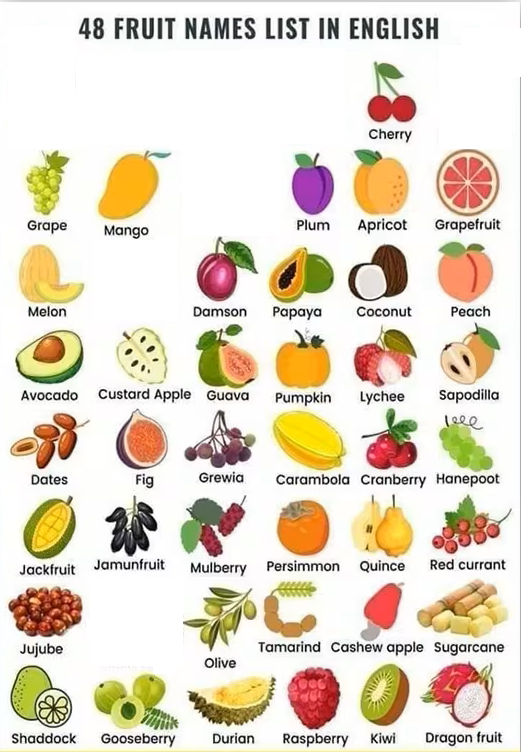 48 FRUIT NAMES LIST IN ENGLISH
Cherry
Grape Mango Plum Apricot Grapefruit
Melon Damson Papaya Coconut Peach
Avocado Custard Apple Guava Pumpkin Lychee Sapodilla
Dates Fig Grewia Carambola Cranberry Hanepoot
Jackfruit Jamunfruit Mulberry Persimmon Quince Red currant
Jujube Olive Tamarind Cashew apple Sugarcane
Shaddock Gooseberry Durian Raspberry Kiwi Dragon fruit